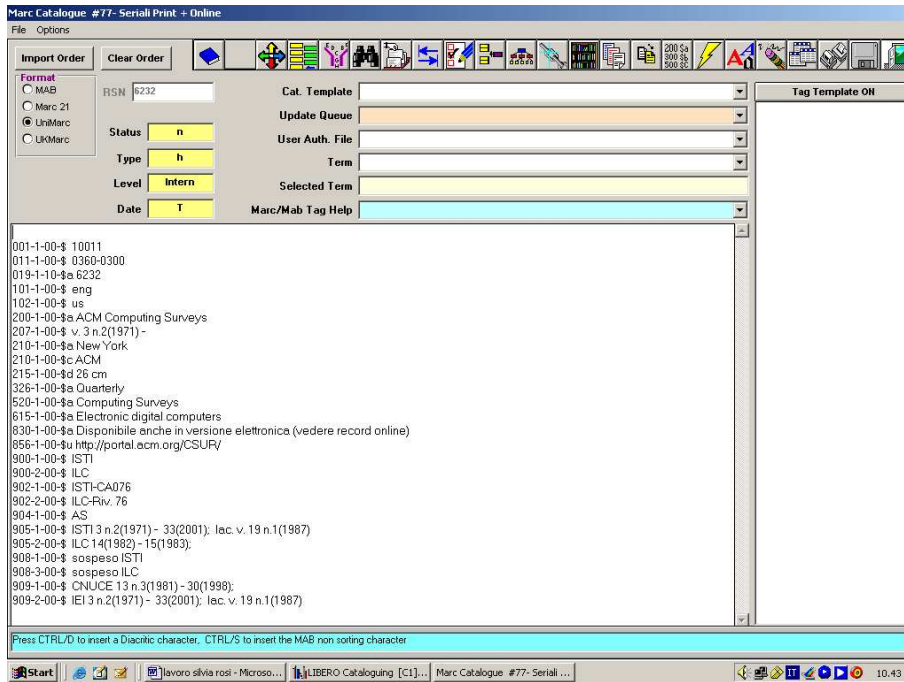 Marc Catalogue #77- Seriali Print + Online
File Options
Import Order Clear Order
Format
MAB
Marc 21
UniMarc
UKMarc
RSN 6232
Status n
Type h
Level Intern
Date T
Cat. Template
Update Queue
User Auth. File
Term
Selected Term
Marc/Mab Tag Help
Tag Template ON
001-1-00-$ 10011
011-1-00-$ 0360-0300
019-1-10-$a 6232
101-1-00-$ eng
102-1-00-$ us
200-1-00-$a ACM Computing Surveys
207-1-00-$ v. 3 n.2(1971) -
210-1-00-$a New York
210-1-00-$c ACM
215-1-00-$d 26 cm
326-1-00-$a Quarterly
520-1-00-$a Computing Surveys
615-1-00-$a Electronic digital computers
830-1-00-$a Disponibile anche in versione elettronica (vedere record online)
856-1-00-$u http://portal.acm.org/CSUR/
900-1-00-$ ISTI
900-2-00-$ ILC
902-1-00-$ ISTI-CA076
902-2-00-$ ILC-Riv. 76
904-1-00-$ AS
905-1-00-$ ISTI 3 n.2(1971) - 33(2001); lac. v. 19 n.1(1987)
905-2-00-$ ILC 14(1982) - 15(1983);
908-1-00-$ sospeso ISTI
908-3-00-$ sospeso ILC
909-1-00-$ CNUCE 13 n.3(1981) - 30(1998);
909-2-00-$ IEI 3 n.2(1971) - 33(2001); lac. v. 19 n.1(1987)
Press CTRL/D to insert a Diacritic character, CTRL/S to insert the MAB non sorting character
Start lavoro silvia rosi - Microso... LIBERO Cataloguing [C1]... Marc Catalogue #77- Seriali ... IT 10.43